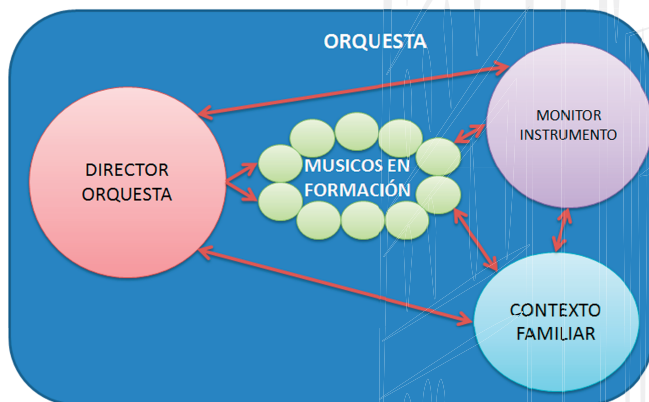 ORQUESTA
MONITOR
INSTRUMENTO
DIRECTOR
ORQUESTA
MUSICOS EN
FORMACIÓN
CONTEXTO
FAMILIAR